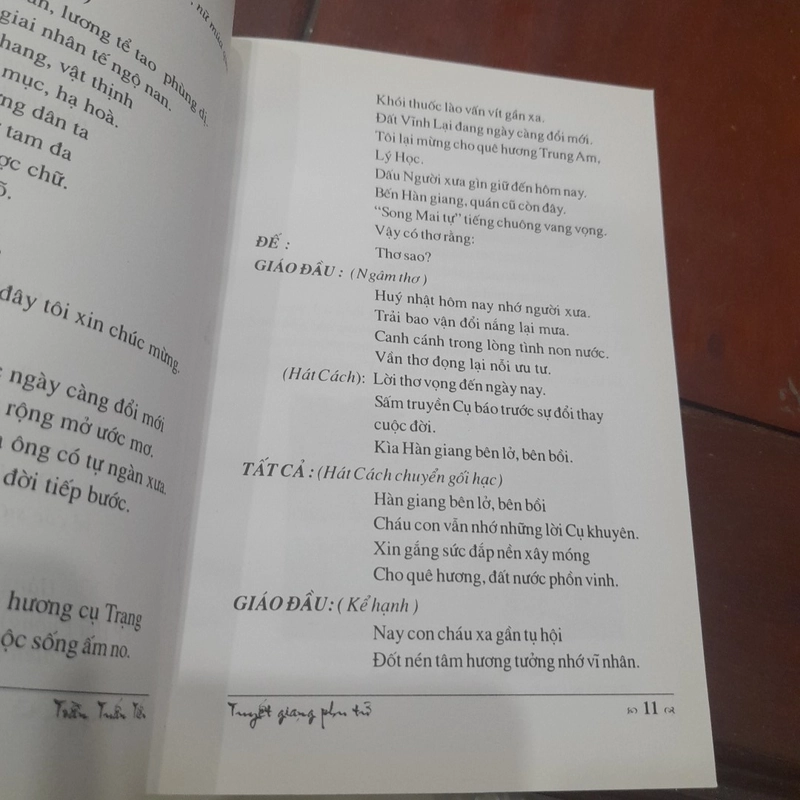 lương tề tao phùng dị.
giai nhân tế ngộ nan.
hang, vật thịnh
mục, hạ hoà.
dân ta
tam đa
chữ.
đây tôi xin chúc mừng.
ngày càng đổi mới
rộng mở ước mơ.
ông có tự ngàn xưa.
đời tiếp bước.
hương cụ Trạng
sống ấm no.
Khói thuốc lào vấn vít gần xa.
Đất Vĩnh Lại đang ngày càng đổi mới.
Tôi lại mừng cho quê hương Trung Am,
Lý Học.
Dấu Người xưa gìn giữ đến hôm nay.
Bến Hàn giang, quán cũ còn đây.
“Song Mai tự” tiếng chuông vang vọng.
Vậy có thơ rằng:
ĐẾ :
Thơ sao?
GIÁO ĐẦU : (Ngâm thơ)
Huý nhật hôm nay nhớ người xưa.
Trải bao vận đổi nắng lại mưa.
Canh cánh trong lòng tình non nước.
Vần thơ đọng lại nỗi ưu tư.
(Hát Cách): Lời thơ vọng đến ngày nay.
Sấm truyền Cụ báo trước sự đổi thay
cuộc đời.
Kìa Hàn giang bên lở, bên bồi.
TẤT CẢ : (Hát Cách chuyển gối hạc)
Hàn giang bên lở, bên bồi
Cháu con vẫn nhớ những lời Cụ khuyên.
Xin gắng sức đắp nền xây móng
Cho quê hương, đất nước phồn vinh.
GIÁO ĐẦU: ( Kể hạnh )
Nay con cháu xa gần tụ hội
Đốt nén tâm hương tưởng nhớ vĩ nhân.
Tuyết giang phu tử
11